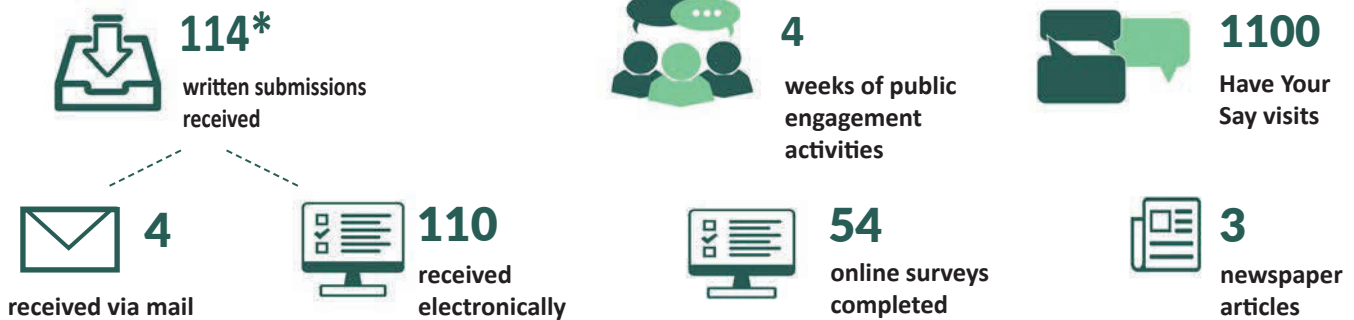 114*
written submissions
received
4
weeks of public
engagement
activities
1100
Have Your
Say visits
4
received via mail
110
received
electronically
54
online surveys
completed
3
newspaper
articles